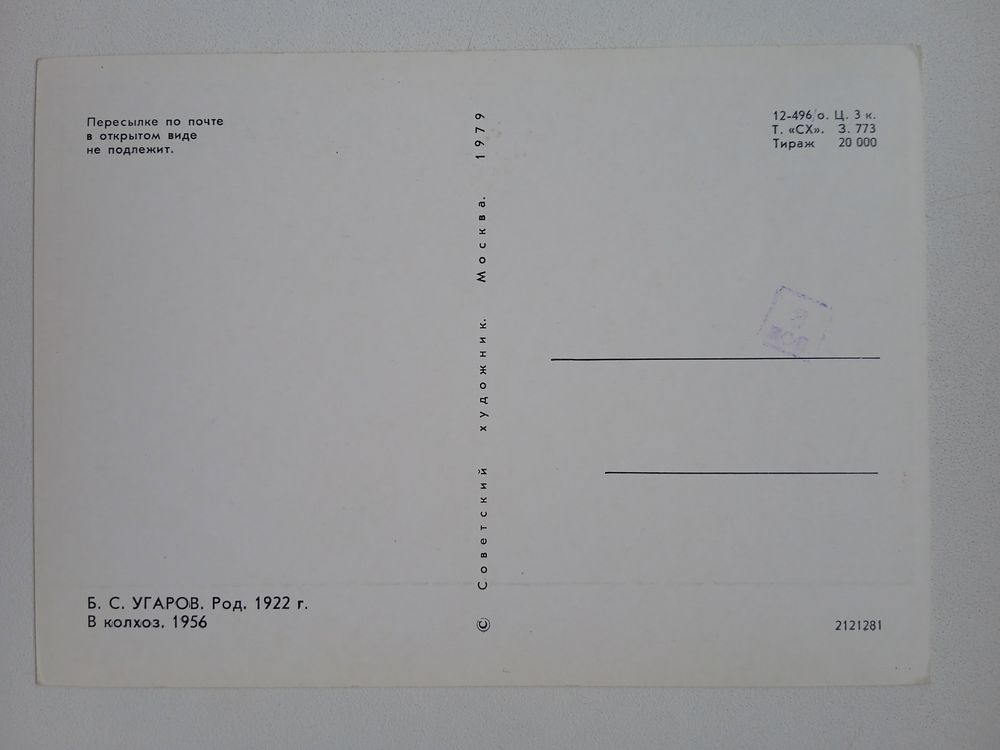 Пересылке по почте
в открытом виде
не подлежит.
12-496/о. Ц. 3 к.
Т. «СХ». З. 773
Тираж 20 000
© Советский художник. Москва. 1979
Б. С. УГАРОВ. Род. 1922 г.
В колхоз. 1956
2121281